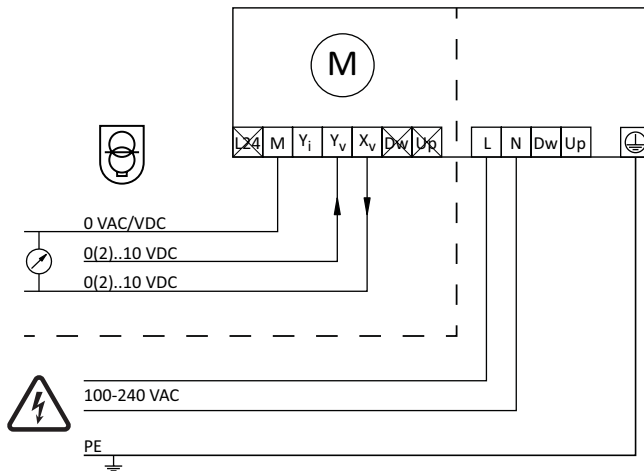 M
L24 M Yi Yv Xv Dw Up L N Dw Up
0 VAC/VDC
0(2)..10 VDC
0(2)..10 VDC
100-240 VAC
PE